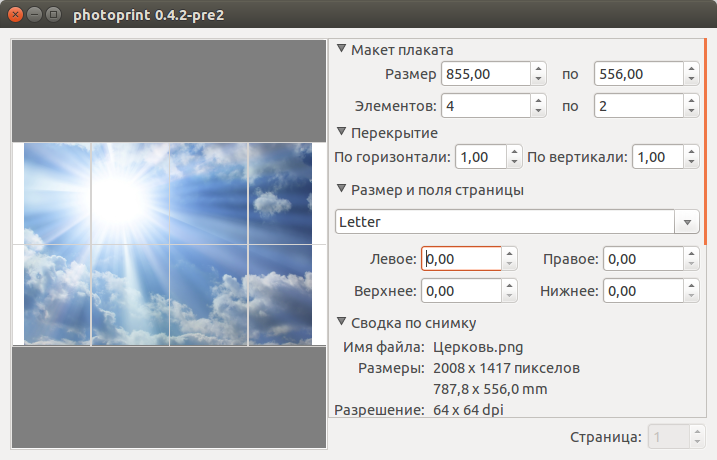 photoprint 0.4.2-pre2
Макет плаката
Размер 855,00 по 556,00
Элементов: 4 по 2
Перекрытие
По горизонтали: 1,00 По вертикали: 1,00
Размер и поля страницы
Letter
Левое: 0,00 Правое: 0,00
Верхнее: 0,00 Нижнее: 0,00
Сводка по снимку
Имя файла: Церковь.png
Размеры: 2008 x 1417 пикселов
787,8 x 556,0 mm
Разрешение: 64 x 64 dpi
Страница: 1